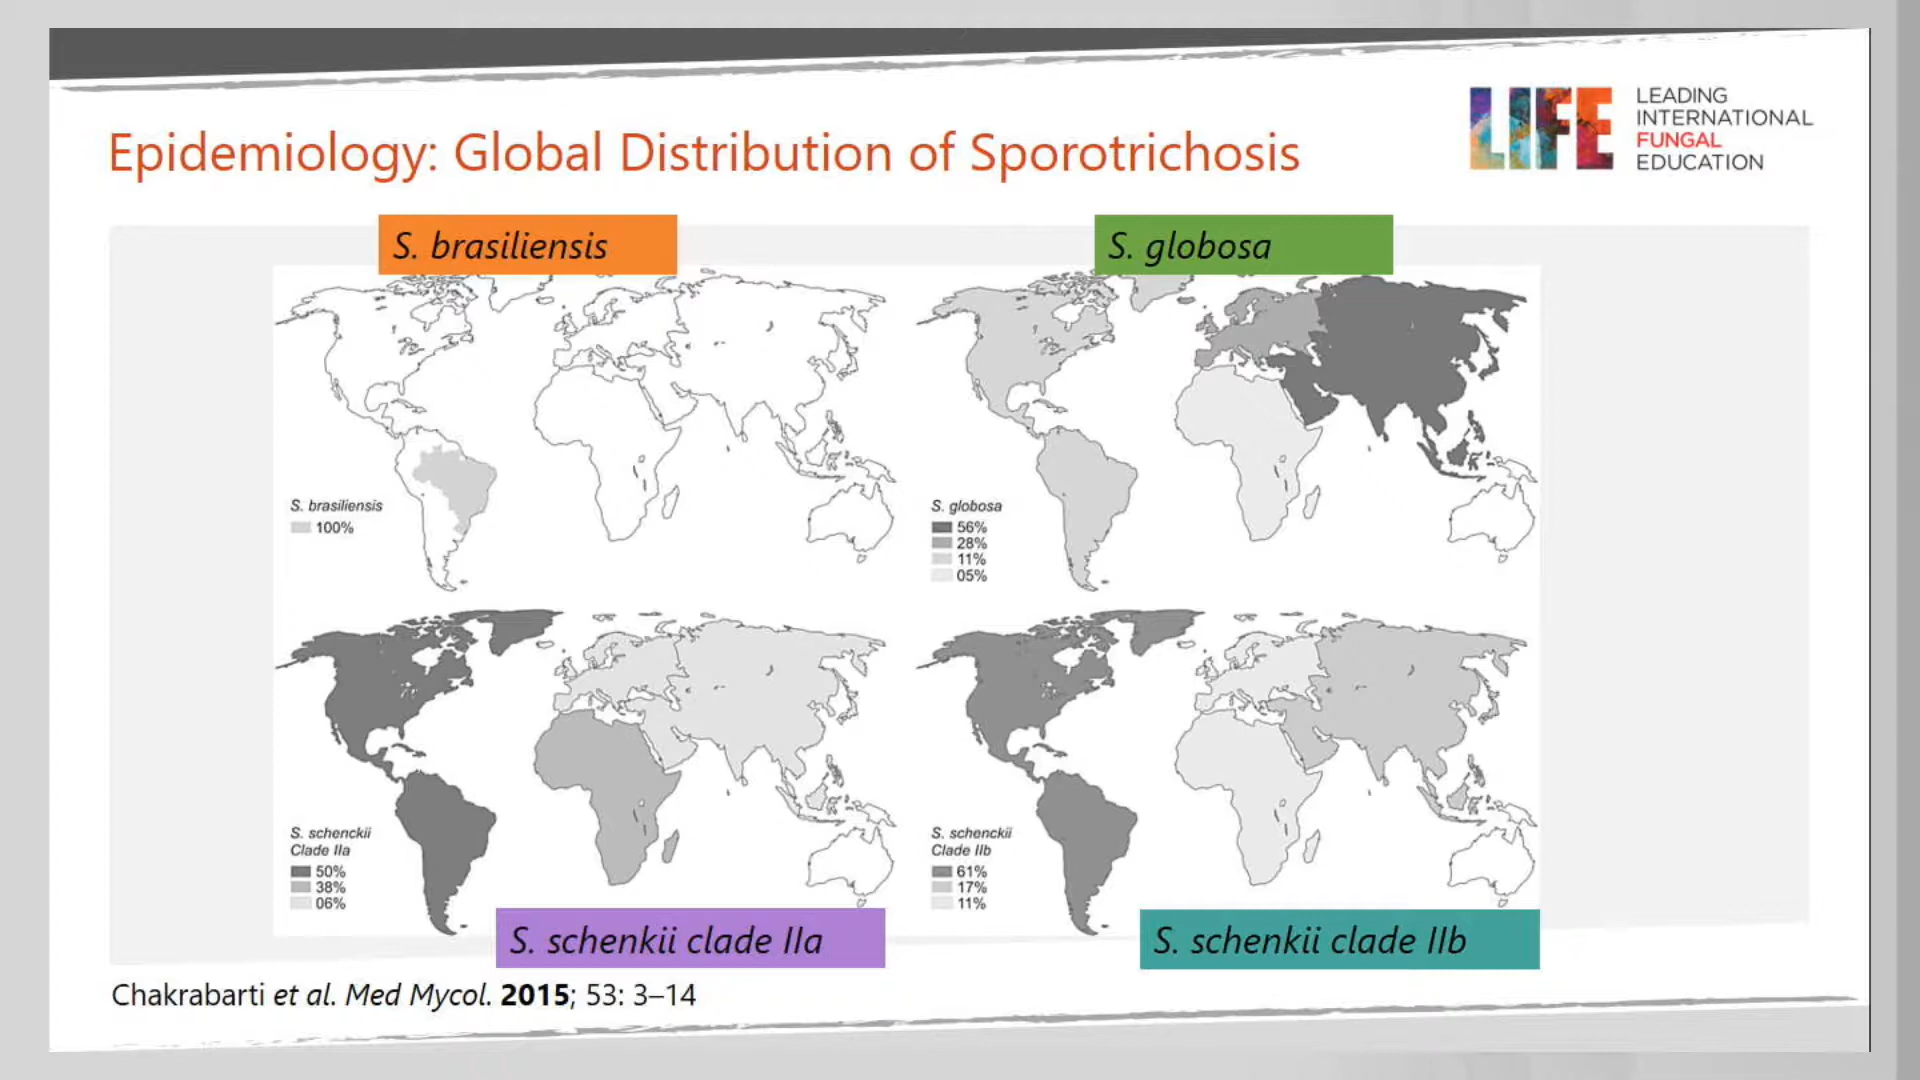 LEADING
INTERNATIONAL
FUNGAL
EDUCATION
LIFE
Epidemiology: Global Distribution of Sporotrichosis
S. brasiliensis
S. globosa
S. brasiliensis
100%
S. globosa
56%
28%
11%
05%
S. schenckii
Clade IIa
50%
38%
06%
S. schenckii
Clade IIb
61%
17%
11%
S. schenkii clade IIa
S. schenkii clade IIb
Chakrabarti et al. Med Mycol. 2015; 53: 3–14